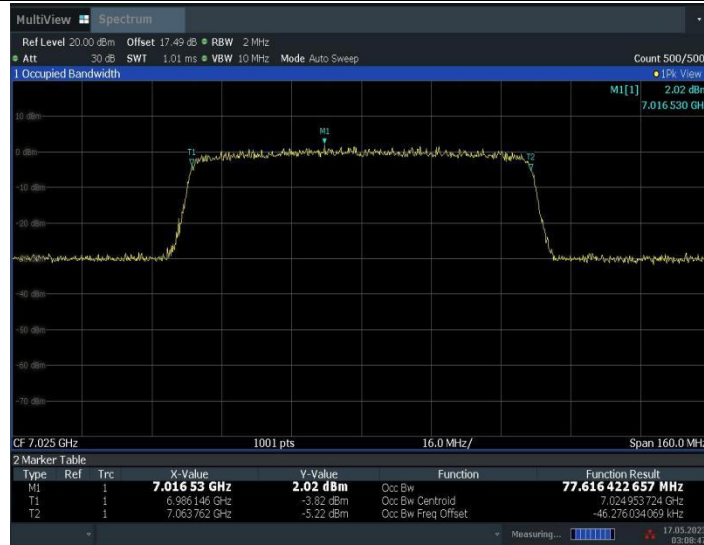 MultiView Spectrum
Ref Level 20.00 dBm Offset 17.49 dB RBW 2 MHz
Att 30 dB SWT 1.01 ms VBW 10 MHz Mode Auto Sweep Count 500/500
1 Occupied Bandwidth 1Pk View
M1[1] 2.02 dBm
7.016 530 GH
10 dBm
M1
0 dBm
T1
T2
-10 dBm
-20 dBm
-40 dBm
-50 dBm
-60 dBm
-70 dBm
CF 7.025 GHz 1001 pts 16.0 MHz/ Span 160.0 MHz
2 Marker Table
Type Ref Trc X-Value Y-Value Function Function Result
M1 1 7.016 53 GHz 2.02 dBm Occ Bw 77.616 422 657 MHz
T1 1 6.986 146 GHz -3.82 dBm Occ Bw Centroid 7.024 953 724 GHz
T2 1 7.063 762 GHz -5.22 dBm Occ Bw Freq Offset -46.276 034 069 kHz
Measuring... 17.05.202
03:08:47